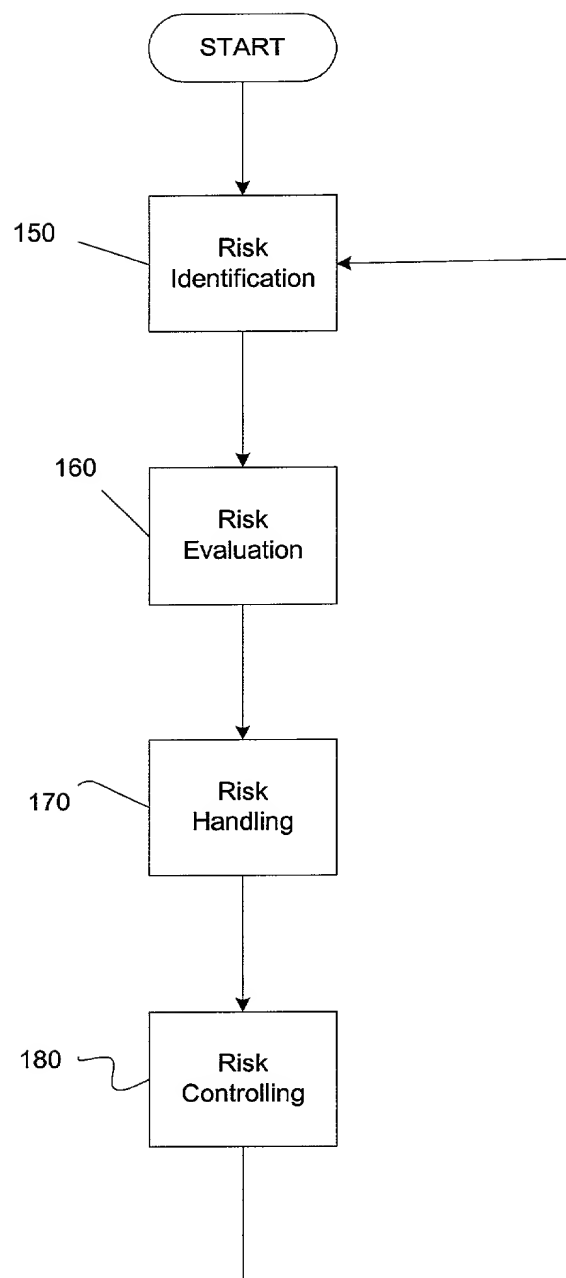 START
150
Risk
Identification
160
Risk
Evaluation
170
Risk
Handling
180
Risk
Controlling